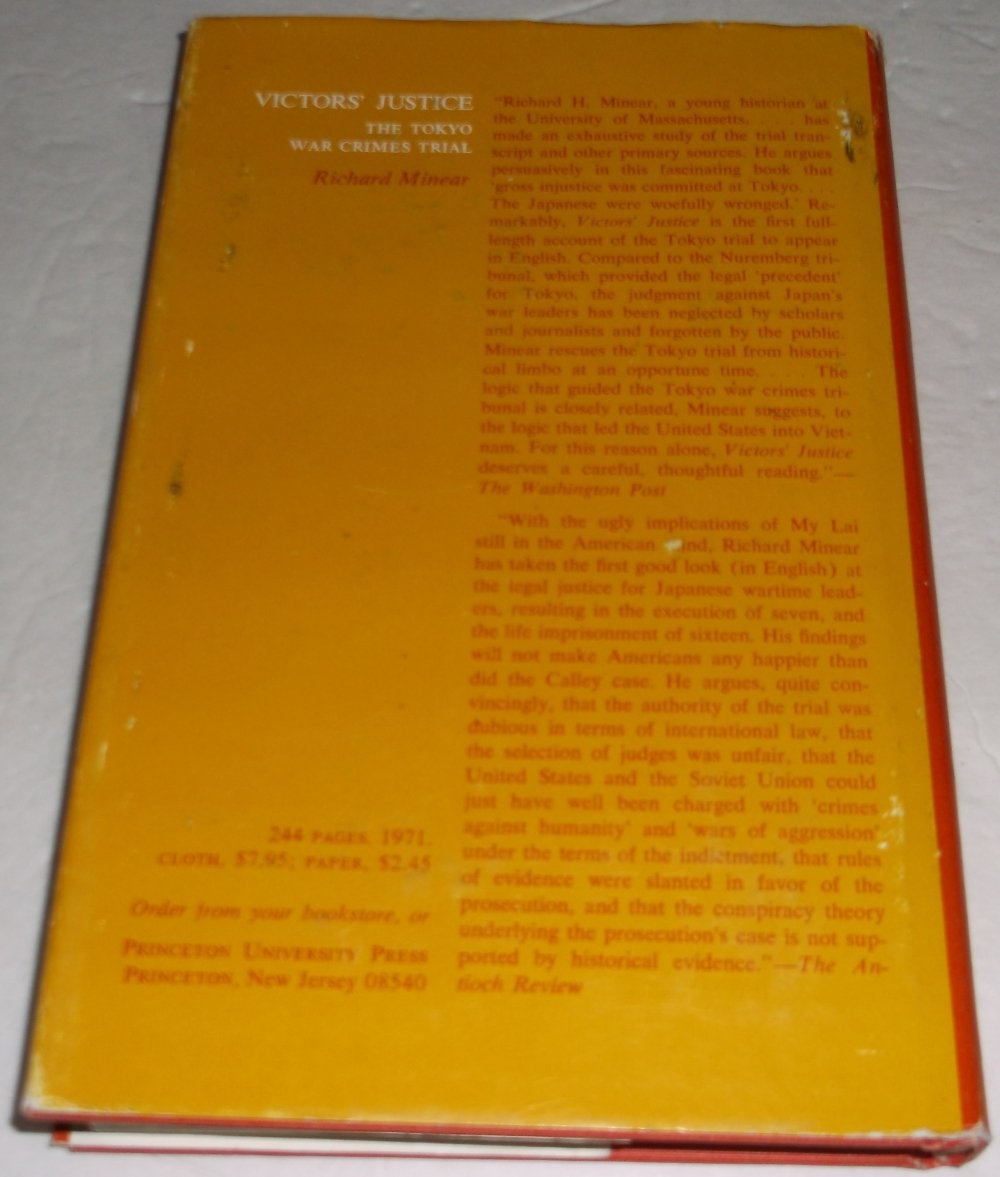 VICTORS' JUSTICE
THE TOKYO
WAR CRIMES TRIAL
Richard Minear
244 PAGES. 1971.
CLOTH, $7.95; PAPER, $2.45
Order from your bookstore, or
PRINCETON UNIVERSITY PRESS
PRINCETON, New Jersey 08540
"Richard H. Minear, a young historian at
the University of Massachusetts, . . . . has
made an exhaustive study of the trial tran-
script and other primary sources. He argues
persuasively in this fascinating book that
'gross injustice was committed at Tokyo. . . .
The Japanese were woefully wronged.' Re-
markably, Victors' Justice is the first full-
length account of the Tokyo trial to appear
in English. Compared to the Nuremberg tri-
bunal, which provided the legal 'precedent'
for Tokyo, the judgment against Japan's
war leaders has been neglected by scholars
and journalists and forgotten by the public.
Minear rescues the Tokyo trial from histori-
cal limbo at an opportune time. . . . . The
logic that guided the Tokyo war crimes tri-
bunal is closely related, Minear suggests, to
the logic that led the United States into Viet-
nam. For this reason alone, Victors' Justice
deserves a careful, thoughtful reading."—
The Washington Post
"With the ugly implications of My Lai
still in the American mind, Richard Minear
has taken the first good look (in English) at
the legal justice for Japanese wartime lead-
ers, resulting in the execution of seven, and
the life imprisonment of sixteen. His findings
will not make Americans any happier than
did the Calley case. He argues, quite con-
vincingly, that the authority of the trial was
dubious in terms of international law, that
the selection of judges was unfair, that the
United States and the Soviet Union could
just have well been charged with 'crimes
against humanity' and 'wars of aggression'
under the terms of the indictment, that rules
of evidence were slanted in favor of the
prosecution, and that the conspiracy theory
underlying the prosecution's case is not sup-
ported by historical evidence."—The An-
tioch Review